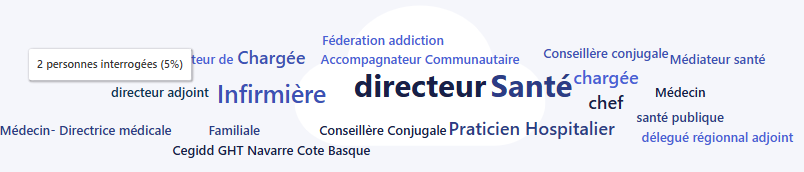 Féderation addiction
2 personnes interrogées (5%)
teur de Chargée
Accompagnateur Communautaire
Conseillère conjugale
Médiateur santé
directeur adjoint
Infirmière
directeur
Santé
chargée
chef
Médecin
Médecin- Directrice médicale
Familiale
Conseillère Conjugale
Praticien Hospitalier
santé publique
délegué régionnal adjoint
Cegidd GHT Navarre Cote Basque